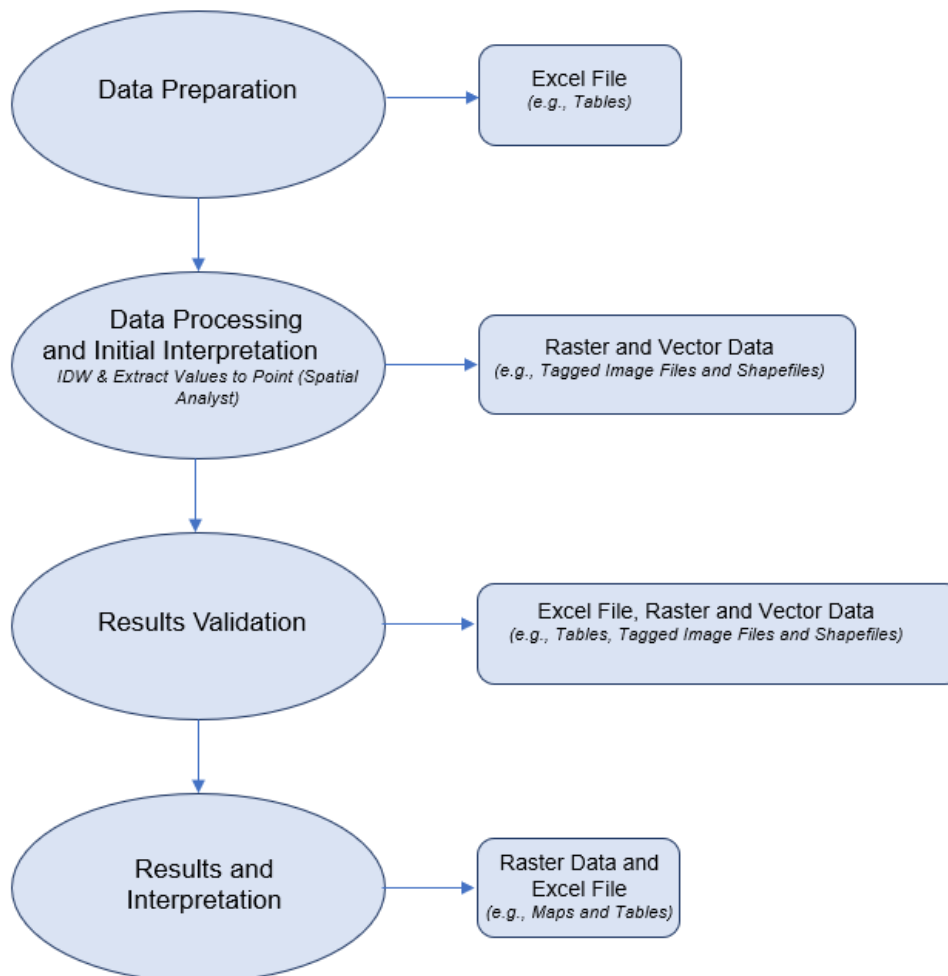 Data Preparation
Excel File
(e.g., Tables)
Data Processing
and Initial Interpretation
IDW & Extract Values to Point (Spatial
Analyst)
Raster and Vector Data
(e.g., Tagged Image Files and Shapefiles)
Results Validation
Excel File, Raster and Vector Data
(e.g., Tables, Tagged Image Files and Shapefiles)
Results and
Interpretation
Raster Data and
Excel File
(e.g., Maps and Tables)